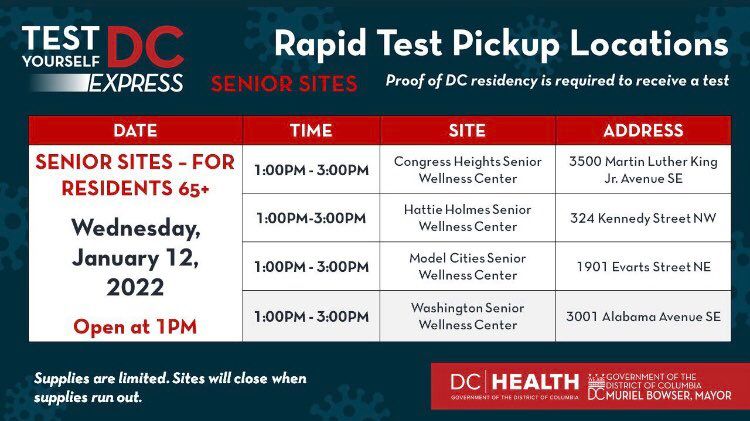 TEST
YOURSELF
DC
EXPRESS
Rapid Test Pickup Locations
SENIOR SITES
Proof of DC residency is required to receive a test
DATE
TIME
SITE
ADDRESS
SENIOR SITES – FOR
RESIDENTS 65+
Wednesday,
January 12,
2022
Open at 1PM
1:00PM - 3:00PM
Congress Heights Senior
Wellness Center
3500 Martin Luther King
Jr. Avenue SE
1:00PM-3:00PM
Hattie Holmes Senior
Wellness Center
324 Kennedy Street NW
1:00PM - 3:00PM
Model Cities Senior
Wellness Center
1901 Evarts Street NE
1:00PM - 3:00PM
Washington Senior
Wellness Center
3001 Alabama Avenue SE
Supplies are limited. Sites will close when
supplies run out.
DC HEALTH
GOVERNMENT OF THE DISTRICT OF COLUMBIA
GOVERNMENT OF THE
DISTRICT OF COLUMBIA
DC MURIEL BOWSER, MAYOR